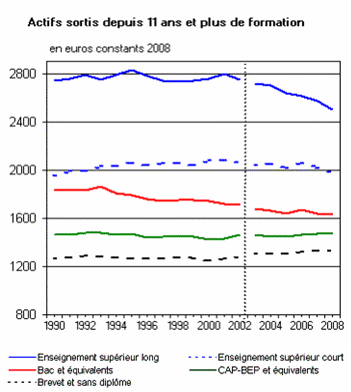 Actifs sortis depuis 11 ans et plus de formation
en euros constants 2008
2800
2400
2000
1600
1200
800
1990 1992 1994 1996 1998 2000 2002 2004 2006 2008
Enseignement supérieur long
Enseignement supérieur court
Bac et équivalents
CAP-BEP et équivalents
Brevet et sans diplôme